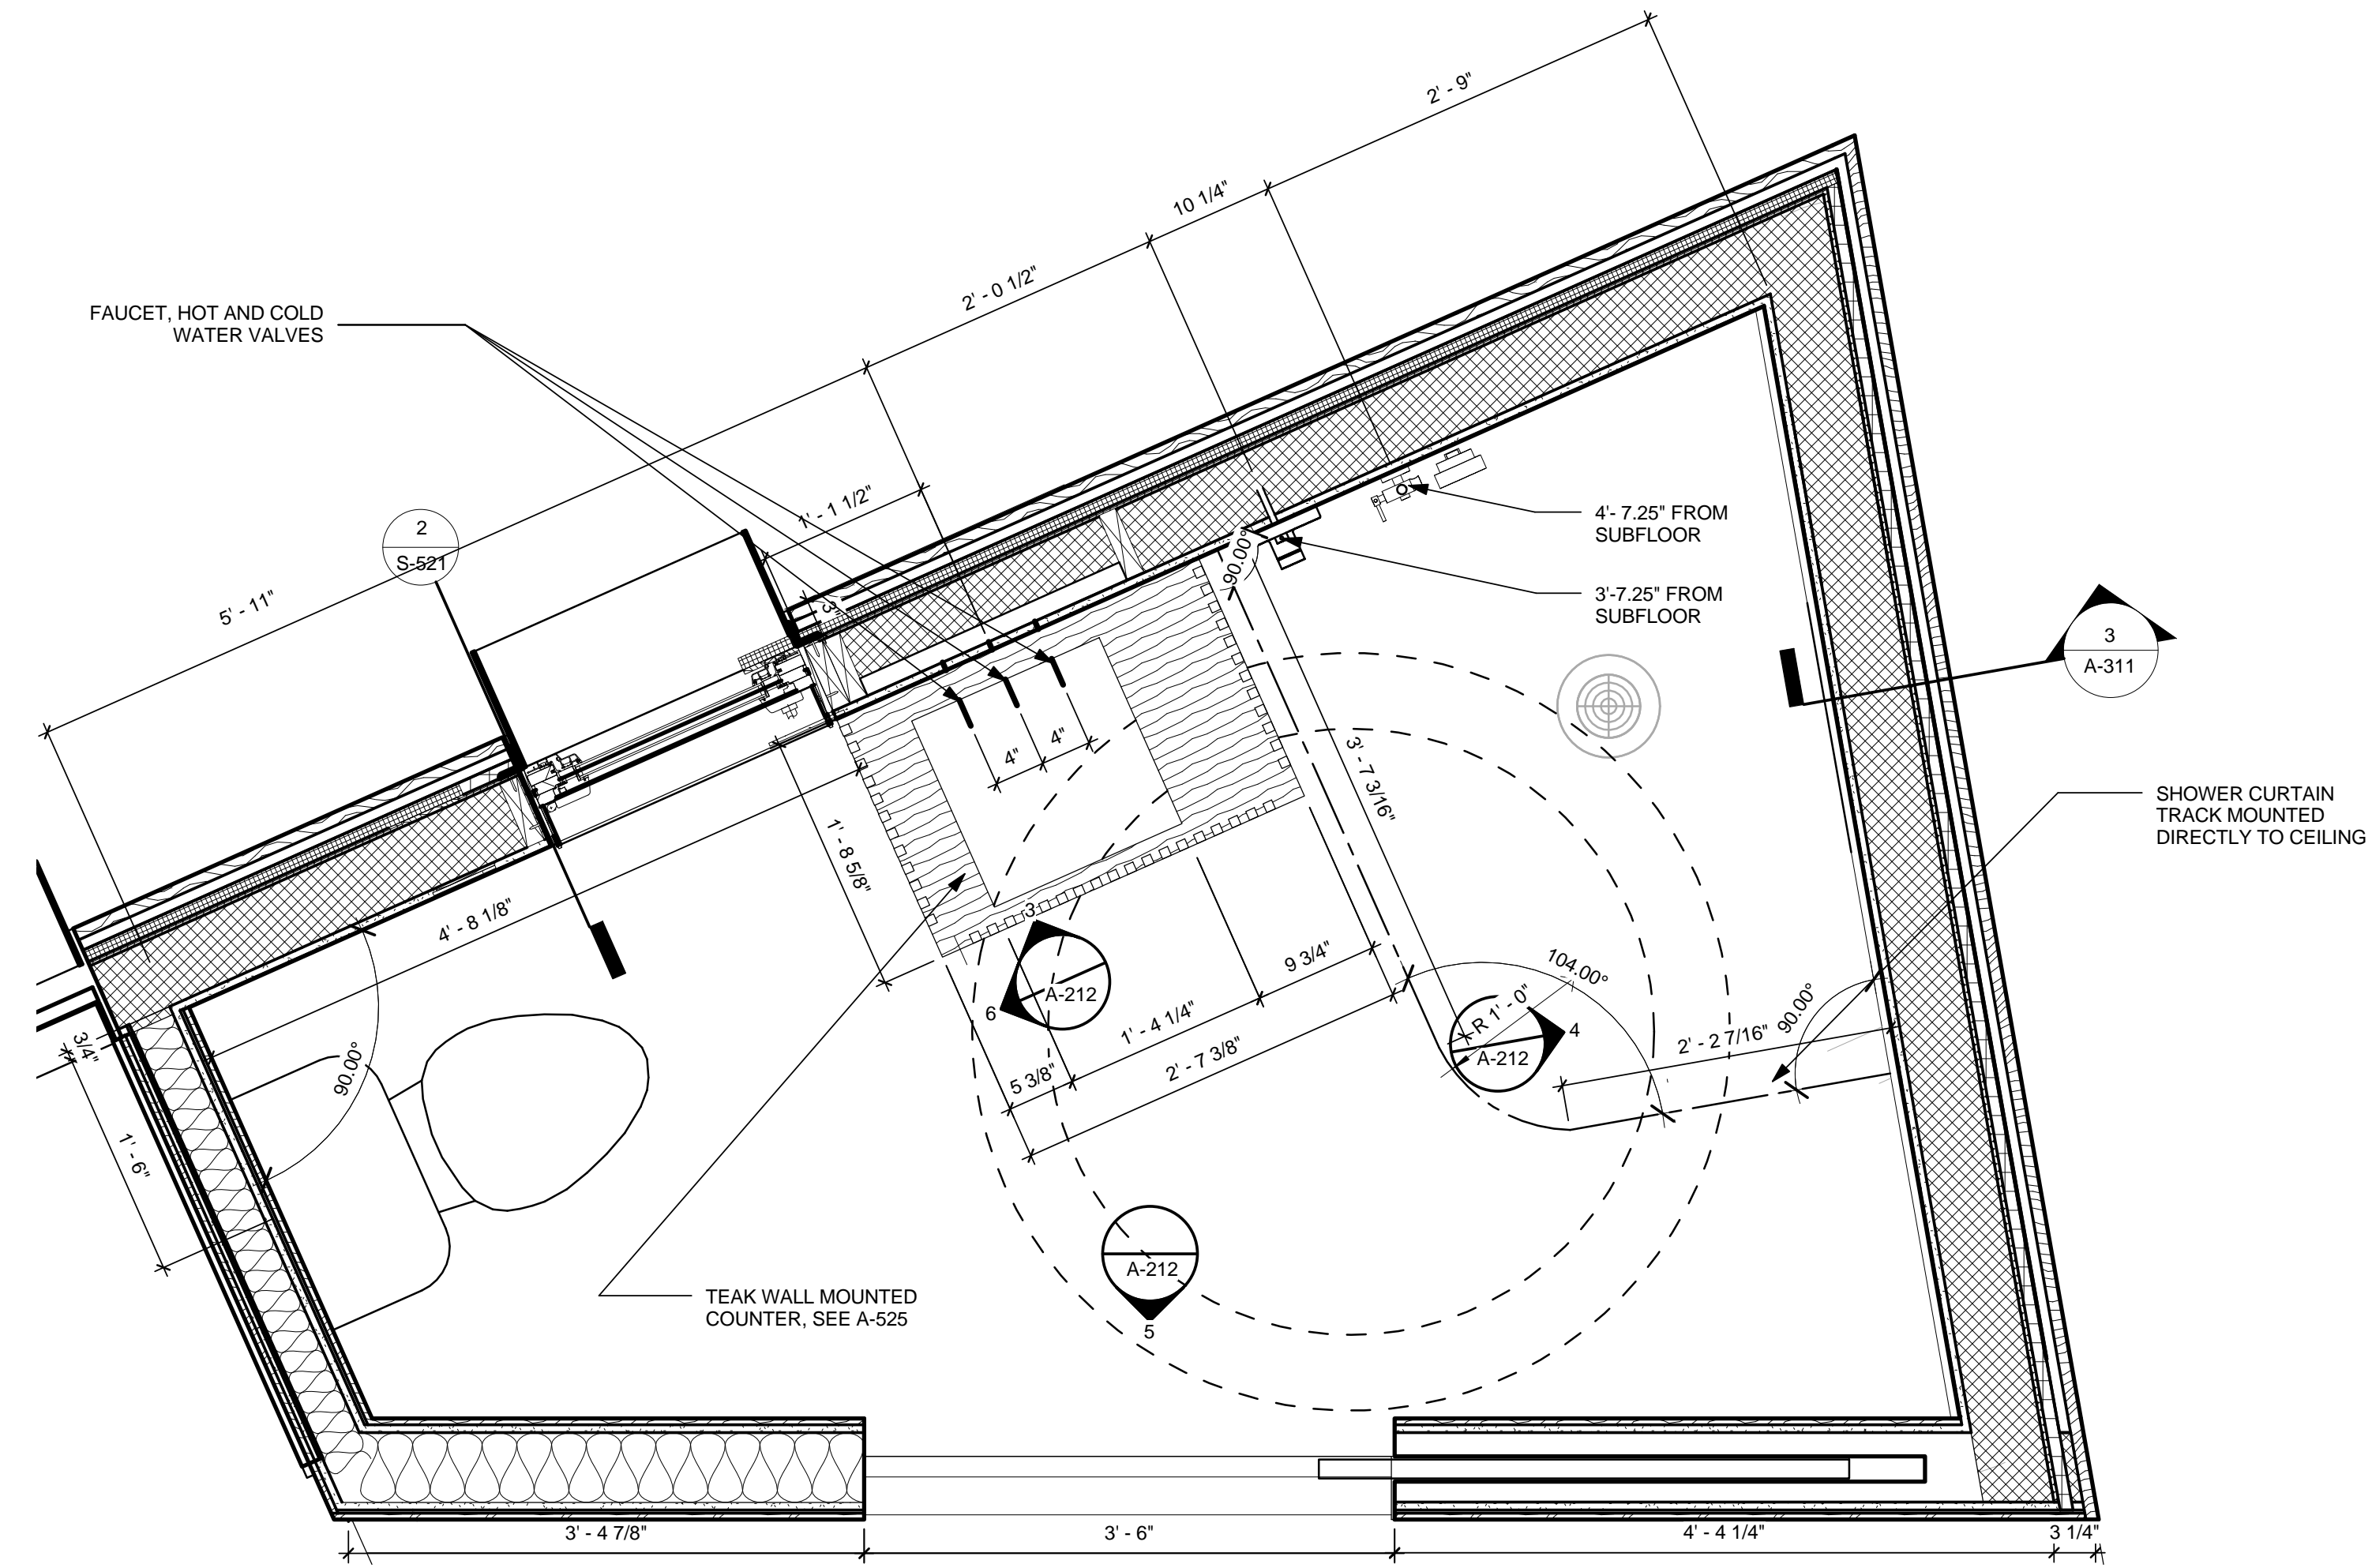 2' - 9"
10 1/4"
2' - 0 1/2"
5' - 11"
FAUCET, HOT AND COLD
WATER VALVES
1' - 1 1/2"
2
S-521
3"
90.00°
4'- 7.25" FROM
SUBFLOOR
3'-7.25" FROM
SUBFLOOR
3
A-311
4"
4"
3' - 7 3/16"
SHOWER CURTAIN
TRACK MOUNTED
DIRECTLY TO CEILING
1' - 8 5/8"
4' - 8 1/8"
3
A-212
6
9 3/4"
104.00°
1' - 4 1/4"
R 1' - 0"
4
A-212
90.00°
2' - 2 7/16"
2' - 7 3/8"
5 3/8"
3/4"
90.00°
1' - 6"
A-212
5
TEAK WALL MOUNTED
COUNTER, SEE A-525
3' - 4 7/8"
3' - 6"
4' - 4 1/4"
3 1/4"